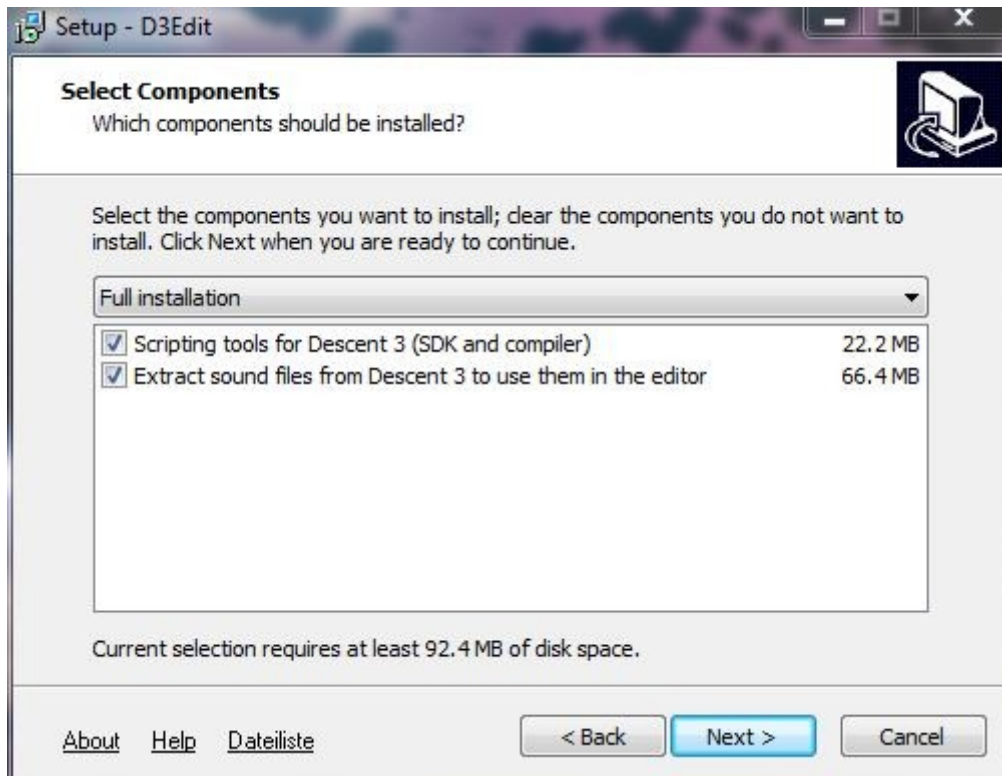 Setup - D3Edit
Select Components
Which components should be installed?
Select the components you want to install; clear the components you do not want to
install. Click Next when you are ready to continue.
Full installation
Scripting tools for Descent 3 (SDK and compiler) 22.2 MB
Extract sound files from Descent 3 to use them in the editor 66.4 MB
Current selection requires at least 92.4 MB of disk space.
About Help Dateiliste < Back Next > Cancel